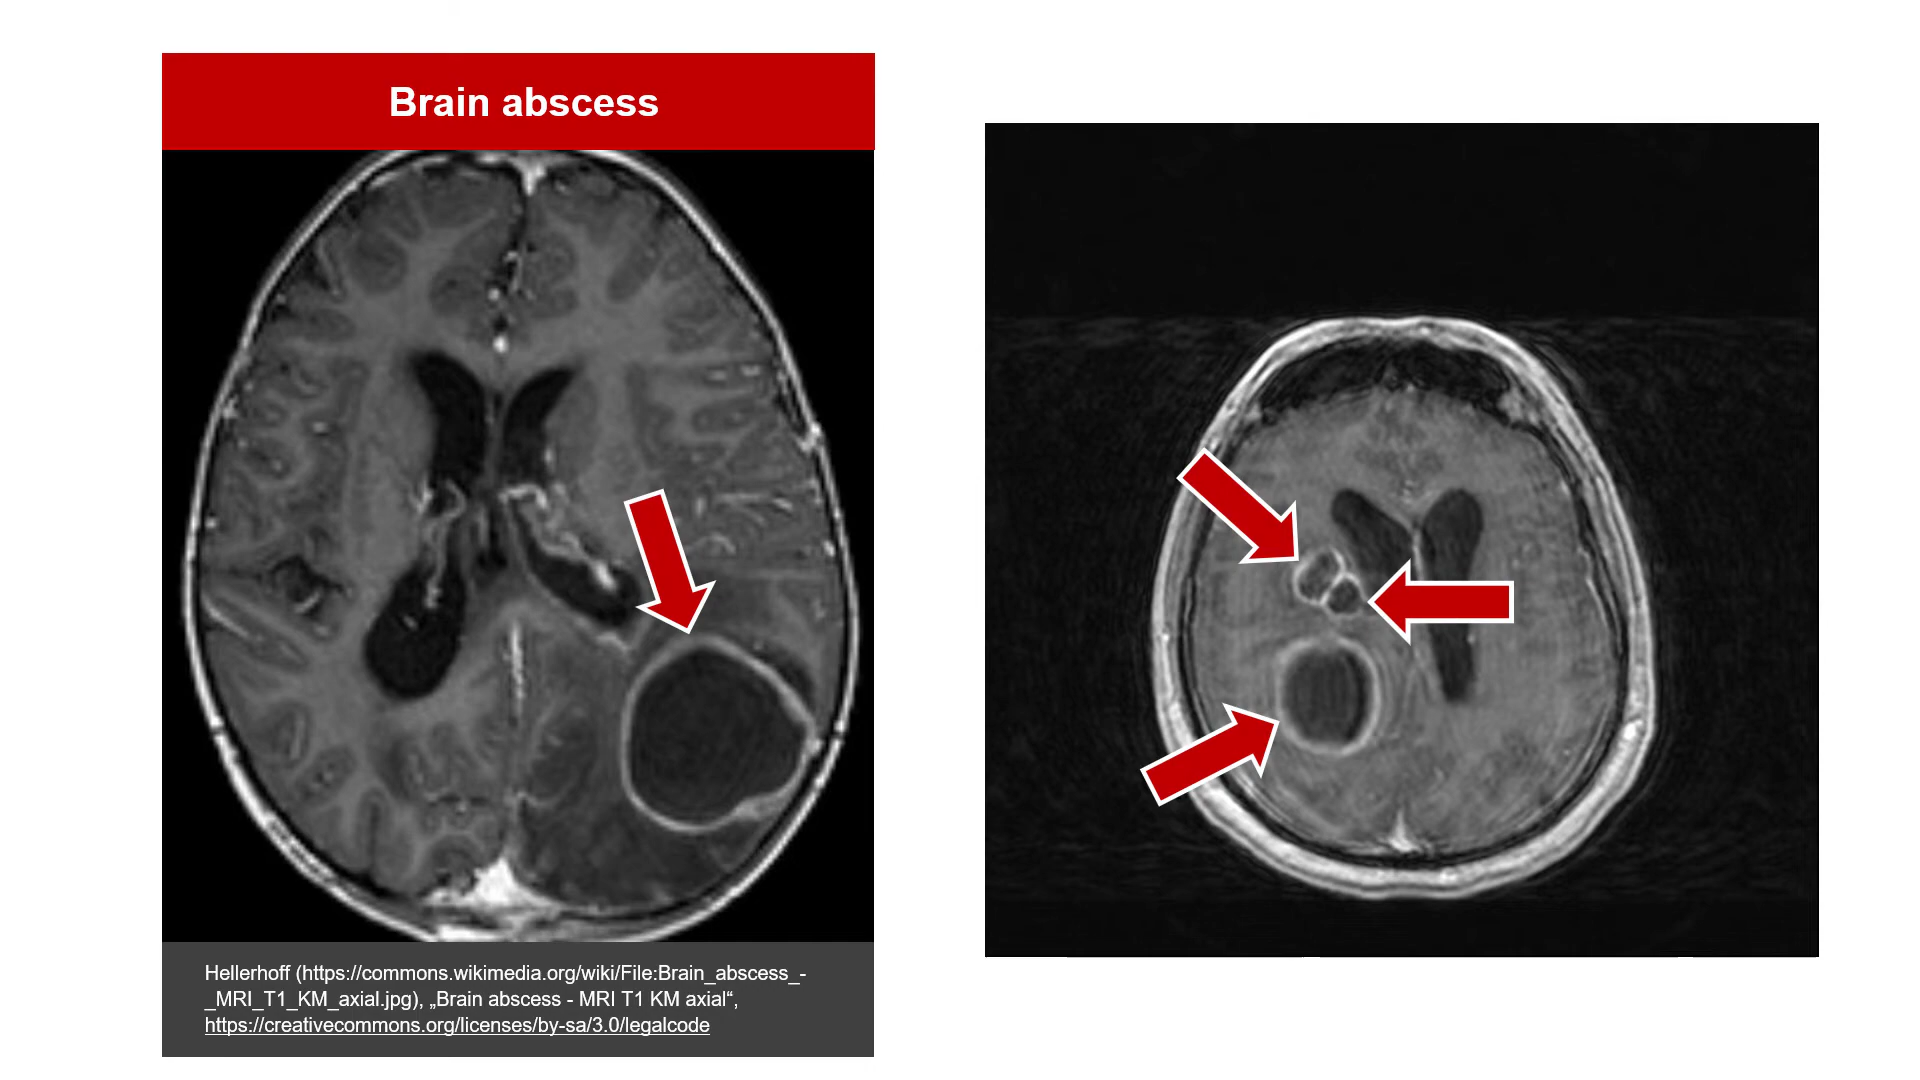 Brain abscess
Hellerhoff (https://commons.wikimedia.org/wiki/File:Brain_abscess_-
_MRI_T1_KM_axial.jpg), „Brain abscess - MRI T1 KM axial“,
https://creativecommons.org/licenses/by-sa/3.0/legalcode